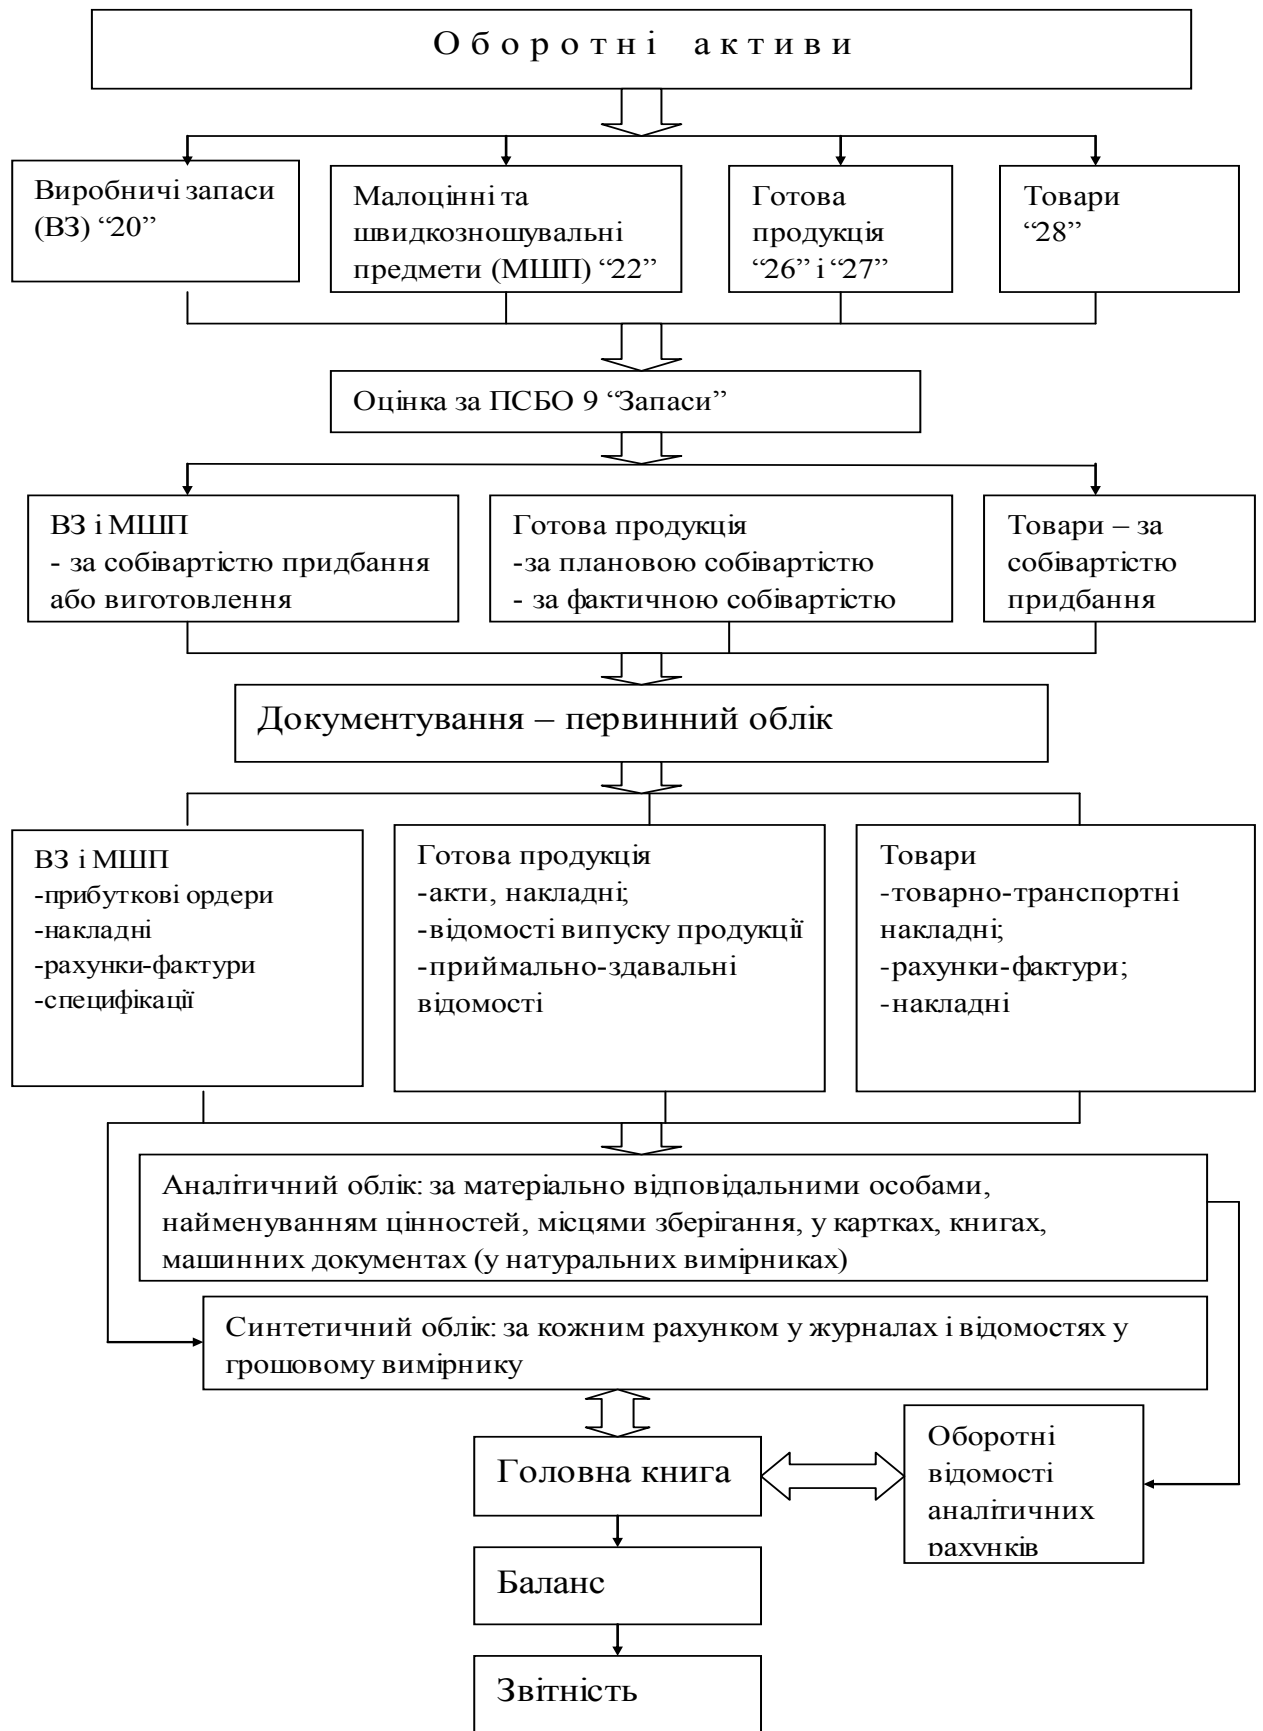 Оборотні активи
Виробничі запаси
(ВЗ) “20”
Малоцінні та
швидкозношувальні
предмети (МШП) “22”
Готова
продукція
“26” і “27”
Товари
“28”
Оцінка за ПСБО 9 “Запаси”
ВЗ і МШП
- за собівартістю придбання
або виготовлення
Готова продукція
-за плановою собівартістю
- за фактичною собівартістю
Товари – за
собівартістю
придбання
Документування – первинний облік
ВЗ і МШП
-прибуткові ордери
-накладні
-рахунки-фактури
-специфікації
Готова продукція
-акти, накладні;
-відомості випуску продукції
-приймально-здавальні
відомості
Товари
-товарно-транспортні
накладні;
-рахунки-фактури;
-накладні
Аналітичний облік: за матеріально відповідальними особами,
найменуванням цінностей, місцями зберігання, у картках, книгах,
машинних документах (у натуральних вимірниках)
Синтетичний облік: за кожним рахунком у журналах і відомостях у
грошовому вимірнику
Головна книга
Оборотні
відомості
аналітичних
рахунків
Баланс
Звітність